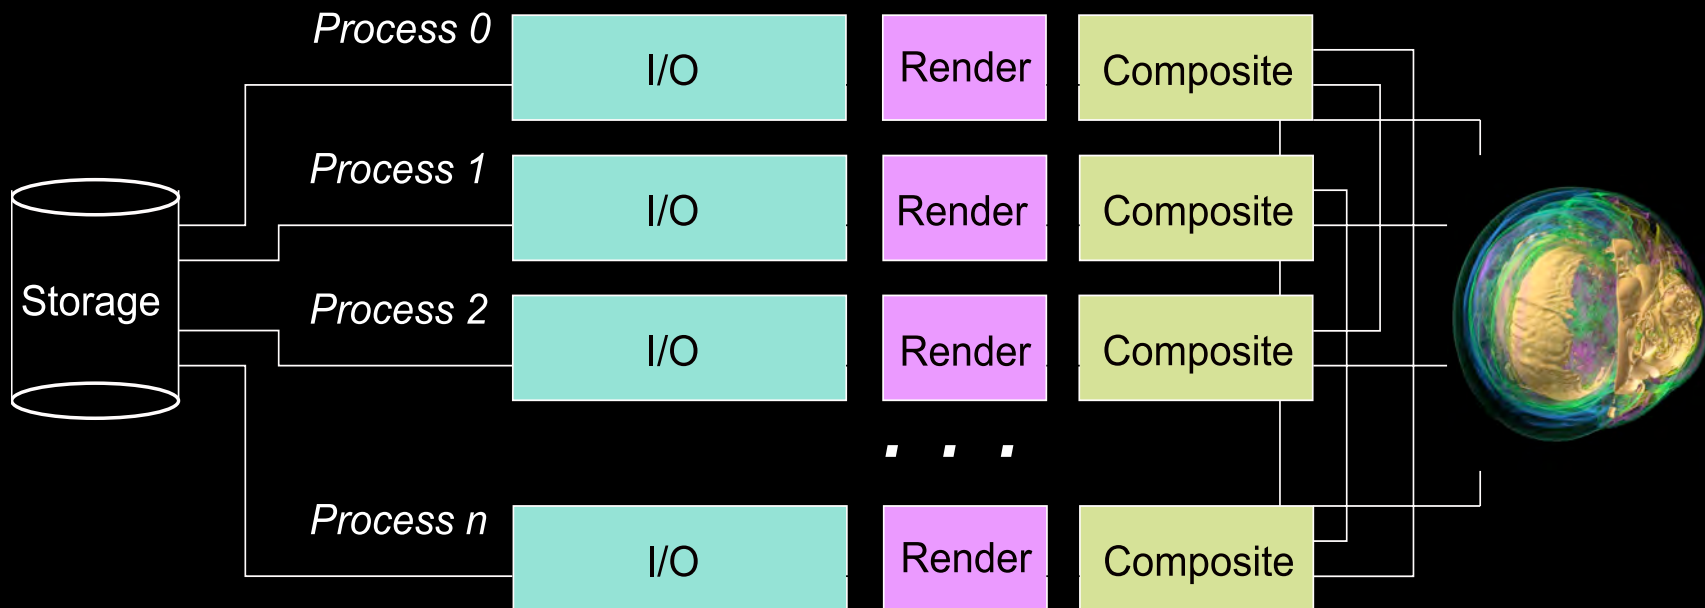 Process 0
I/O
Render
Composite
Process 1
I/O
Render
Composite
Storage
Process 2
I/O
Render
Composite
. . .
Process n
I/O
Render
Composite